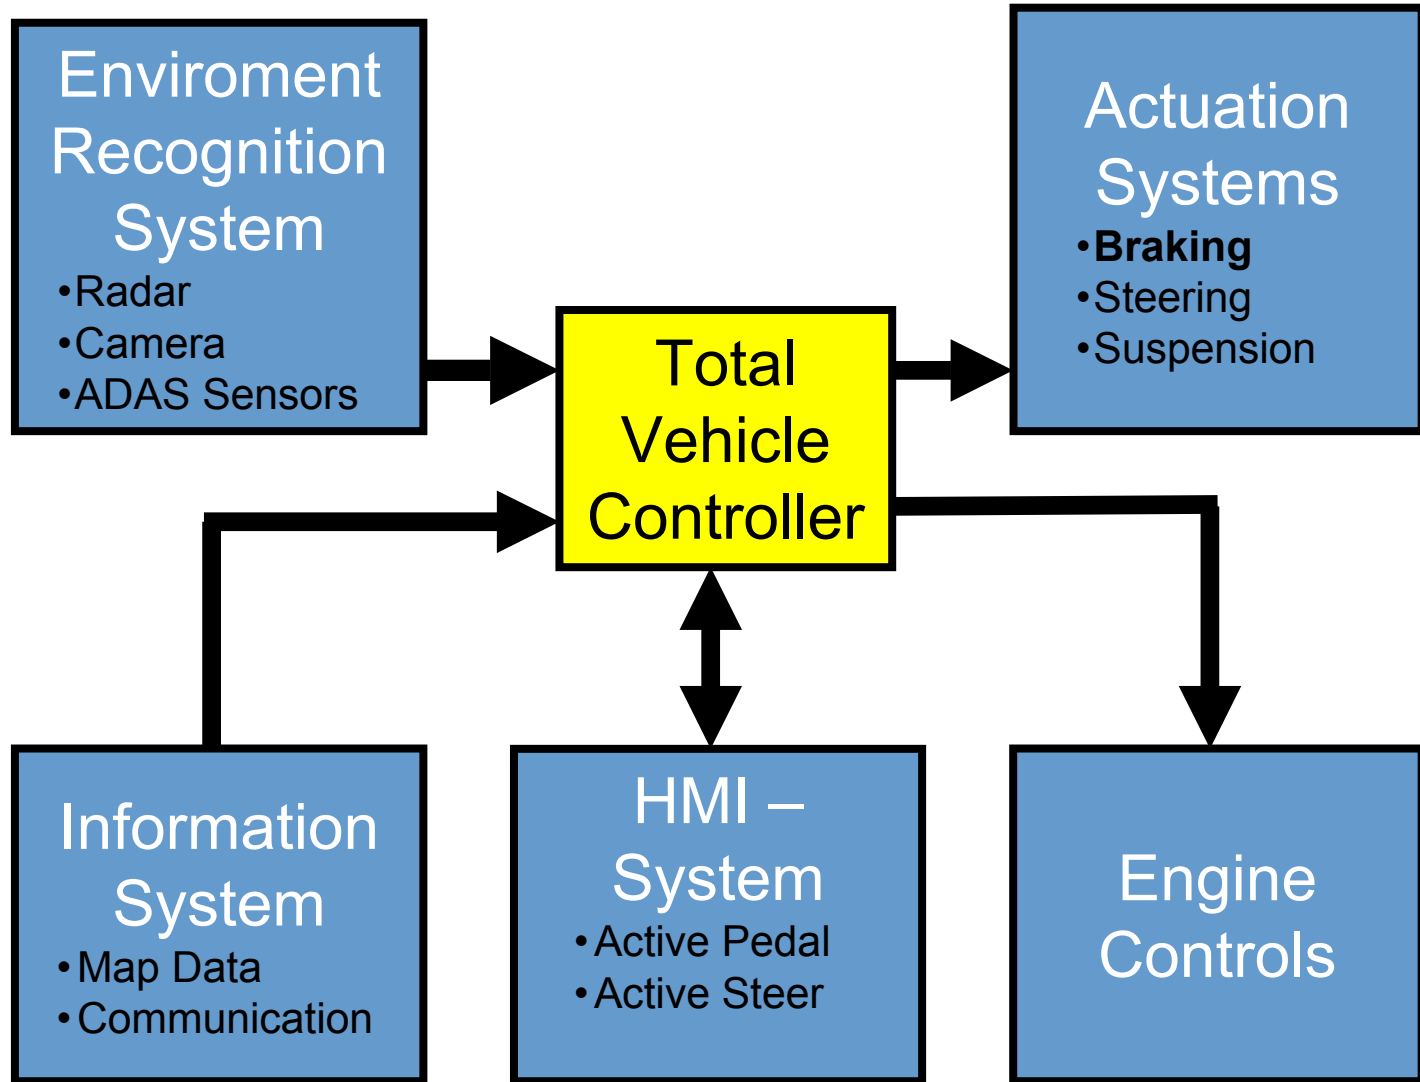 Enviroment
Recognition
System
•Radar
•Camera
•ADAS Sensors
Actuation
Systems
•Braking
•Steering
•Suspension
Total
Vehicle
Controller
Information
System
•Map Data
•Communication
HMI –
System
•Active Pedal
•Active Steer
Engine
Controls